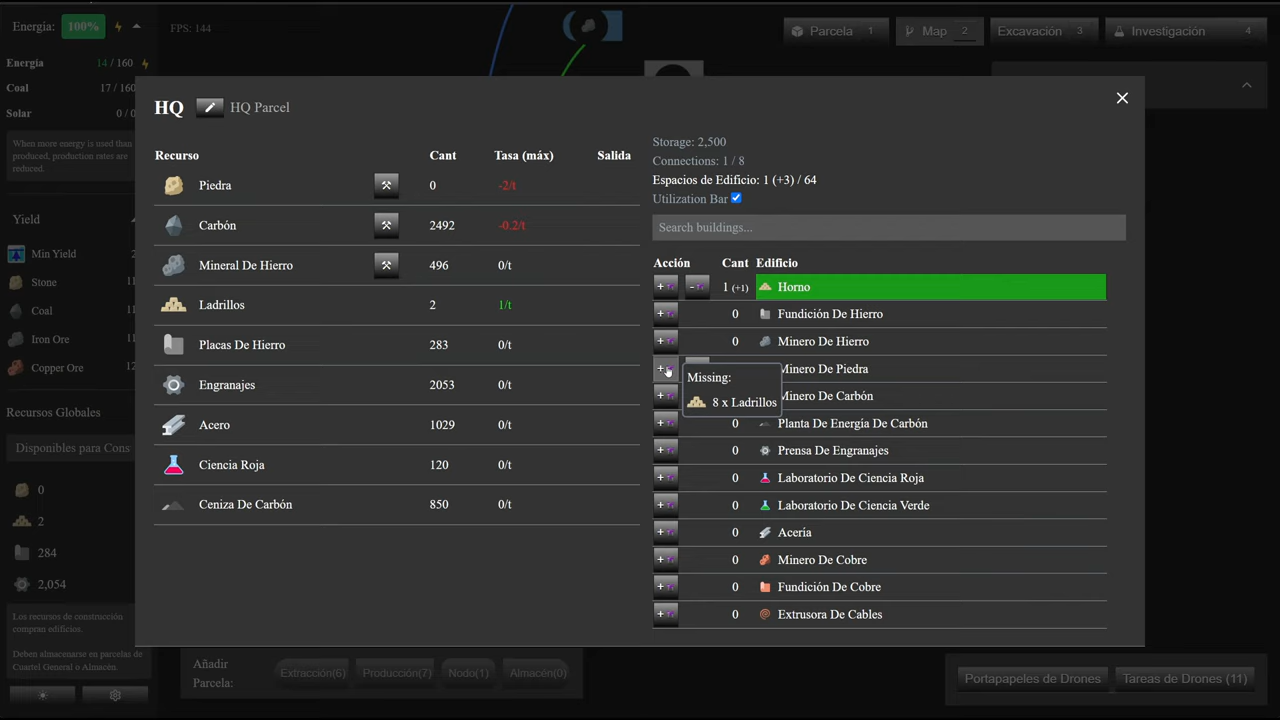 Energía: 100%
FPS: 144
Parcela 1
Map 2
Excavación 3
Investigación 4
Energía 14 / 160
Coal 17 / 160
Solar 0 / 0
When more energy is used than
produced, production rates are
reduced.
Yield
Min Yield
Stone 11
Coal 11
Iron Ore 11
Copper Ore 12
Recursos Globales
Disponibles para Cons
0
2
284
2,054
Los recursos de construcción
compran edificios.
Deben almacenarse en parcelas de
Cuartel General o Almacén.
HQ HQ Parcel
Recurso Cant Tasa (máx) Salida
Piedra 0 -2/t
Carbón 2492 -0.2/t
Mineral De Hierro 496 0/t
Ladrillos 2 1/t
Placas De Hierro 283 0/t
Engranajes 2053 0/t
Acero 1029 0/t
Ciencia Roja 120 0/t
Ceniza De Carbón 850 0/t
Storage: 2,500
Connections: 1 / 8
Espacios de Edificio: 1 (+3) / 64
Utilization Bar
Search buildings...
Acción Cant Edificio
1 (+1) Horno
0 Fundición De Hierro
0 Minero De Hierro
Minero De Piedra
Missing:
8 x Ladrillos
Minero De Carbón
0 Planta De Energía De Carbón
0 Prensa De Engranajes
0 Laboratorio De Ciencia Roja
0 Laboratorio De Ciencia Verde
0 Acería
0 Minero De Cobre
0 Fundición De Cobre
0 Extrusora De Cables
Añadir
Parcela:
Extracción(6)
Producción(7)
Nodo(1)
Almacén(0)
Portapapeles de Drones
Tareas de Drones (11)